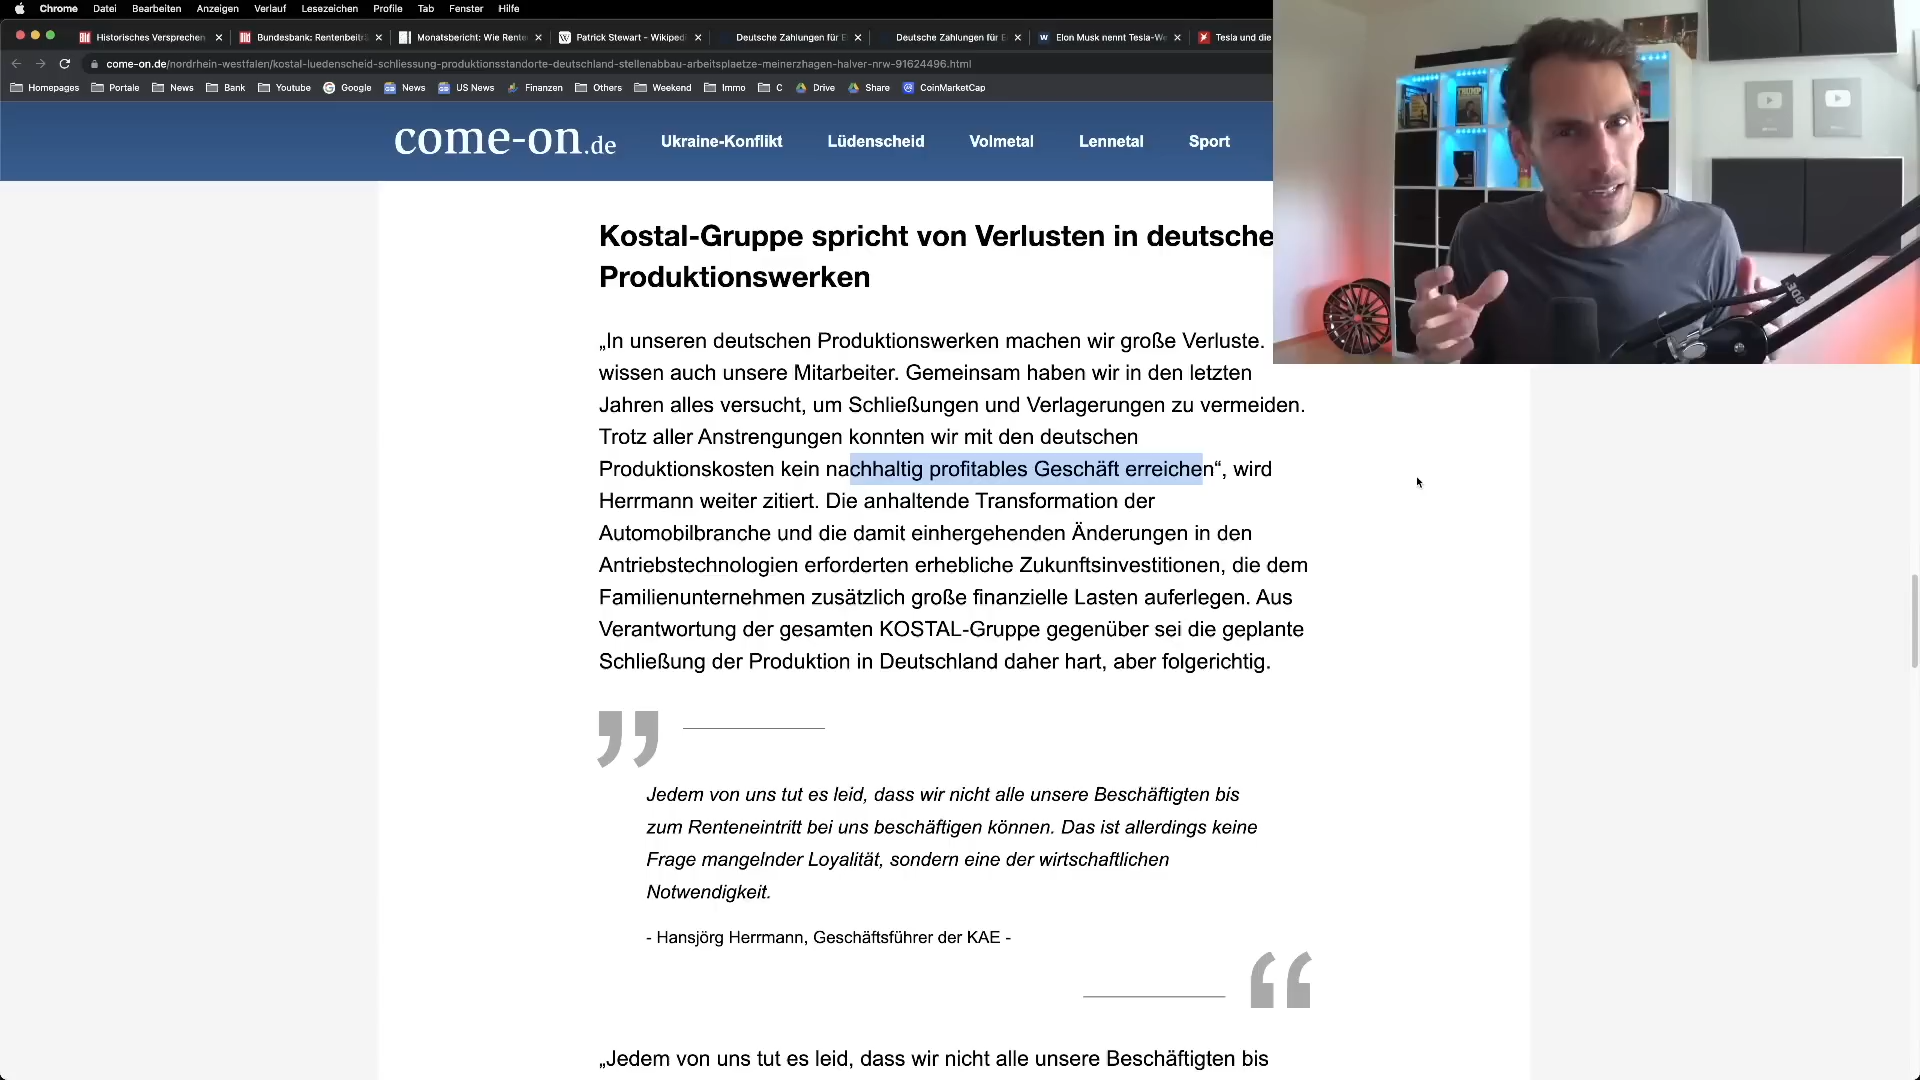 Chrome Datei Bearbeiten Anzeigen Verlauf Lesezeichen Profile Tab Fenster Hilfe
Historisches Versprechen Bundesbank: Rentenbeiträ Monatsbericht: Wie Rente Patrick Stewart – Wikiped Deutsche Zahlungen für E Deutsche Zahlungen für E Elon Musk nennt Tesla-We Tesla und die
come-on.de/nordrhein-westfalen/kostal-luedenscheid-schliessung-produktionsstandorte-deutschland-stellenabbau-arbeitsplaetze-meinerzhagen-halver-nrw-91624496.html
Homepages Portale News Bank Youtube Google News US News Finanzen Others Weekend Immo C Drive Share CoinMarketCap
come-on.de Ukraine-Konflikt Lüdenscheid Volmetal Lennetal Sport
TRUMP
RØDE
Kostal-Gruppe spricht von Verlusten in deutsche
Produktionswerken
„In unseren deutschen Produktionswerken machen wir große Verluste.
wissen auch unsere Mitarbeiter. Gemeinsam haben wir in den letzten
Jahren alles versucht, um Schließungen und Verlagerungen zu vermeiden.
Trotz aller Anstrengungen konnten wir mit den deutschen
Produktionskosten kein nachhaltig profitables Geschäft erreichen“, wird
Herrmann weiter zitiert. Die anhaltende Transformation der
Automobilbranche und die damit einhergehenden Änderungen in den
Antriebstechnologien erforderten erhebliche Zukunftsinvestitionen, die dem
Familienunternehmen zusätzlich große finanzielle Lasten auferlegen. Aus
Verantwortung der gesamten KOSTAL-Gruppe gegenüber sei die geplante
Schließung der Produktion in Deutschland daher hart, aber folgerichtig.
Jedem von uns tut es leid, dass wir nicht alle unsere Beschäftigten bis
zum Renteneintritt bei uns beschäftigen können. Das ist allerdings keine
Frage mangelnder Loyalität, sondern eine der wirtschaftlichen
Notwendigkeit.
- Hansjörg Herrmann, Geschäftsführer der KAE -
„Jedem von uns tut es leid, dass wir nicht alle unsere Beschäftigten bis